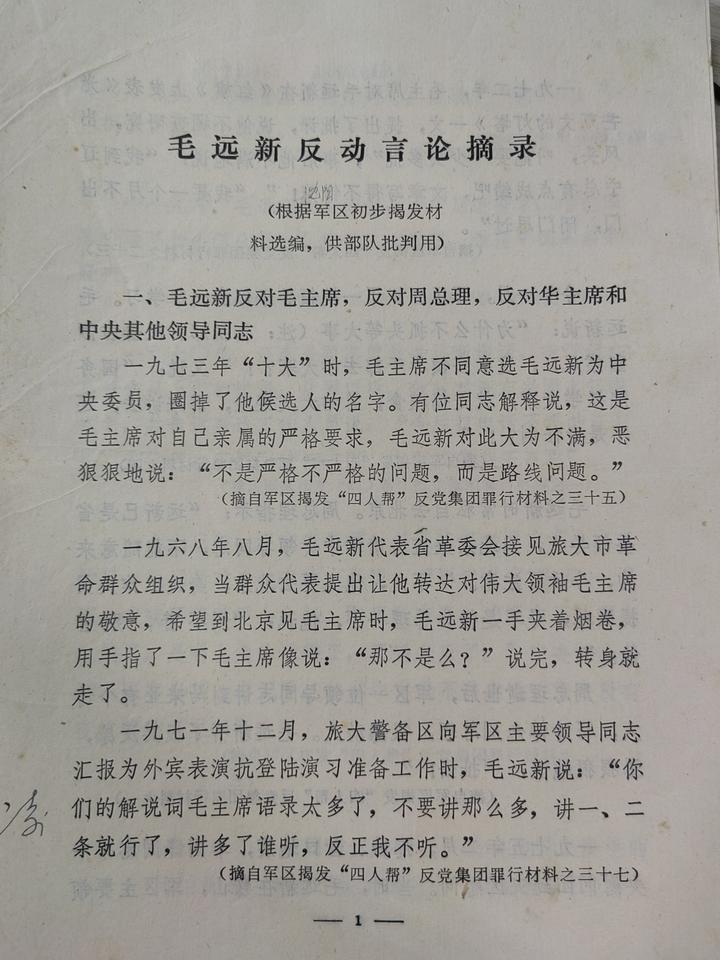 毛远新反动言论摘录
(根据军区初步揭发材
料选编，供部队批判用)
一、毛远新反对毛主席，反对周总理，反对华主席和
中央其他领导同志
一九七三年“十大”时，毛主席不同意选毛远新为中
央委员，圈掉了他候选人的名字。有位同志解释说，这是
毛主席对自己亲属的严格要求，毛远新对此大为不满，恶
狠狠地说：“不是严格不严格的问题，而是路线问题。”
(摘自军区揭发“四人帮”反党集团罪行材料之三十五)
一九六八年八月，毛远新代表省革委会接见旅大市革
命群众组织，当群众代表提出让他转达对伟大领袖毛主席
的敬意，希望到北京见毛主席时，毛远新一手夹着烟卷，
用手指了一下毛主席像说：“那不是么？”说完，转身就
走了。
一九七一年十二月，旅大警备区向军区主要领导同志
汇报为外宾表演抗登陆演习准备工作时，毛远新说：“你
们的解说词毛主席语录太多了，不要讲那么多，讲一、二
条就行了，讲多了谁听，反正我不听。”
(摘自军区揭发“四人帮”反党集团罪行材料之三十七)
— 1 —